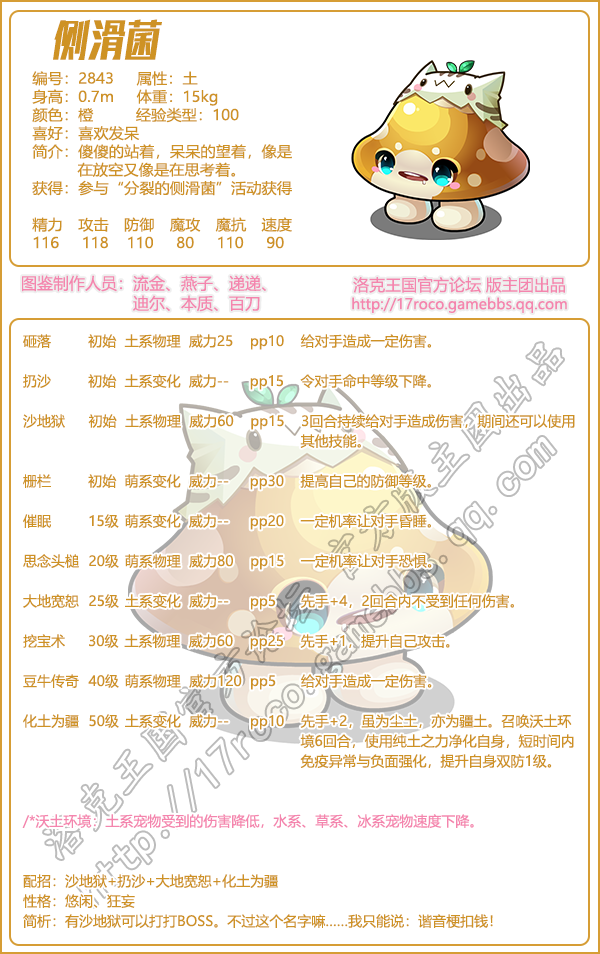 侧滑菌
编号：2843 属性：土
身高：0.7m 体重：15kg
颜色：橙 经验类型：100
喜好：喜欢发呆
简介：傻傻的站着，呆呆的望着，像是
在放空又像是在思考着。
获得：参与“分裂的侧滑菌”活动获得
精力 攻击 防御 魔攻 魔抗 速度
116 118 110 80 110 90
图鉴制作人员：流金、燕子、递递、
迪尔、本质、百刀
洛克王国官方论坛 版主团出品
http://17roco.gamebbs.qq.com
砸落 初始 土系物理 威力25 pp10 给对手造成一定伤害。
扔沙 初始 土系变化 威力-- pp15 令对手命中等级下降。
沙地狱 初始 土系物理 威力60 pp15 3回合持续给对手造成伤害，期间还可以使用
其他技能。
栅栏 初始 萌系变化 威力-- pp30 提高自己的防御等级。
催眠 15级 萌系变化 威力-- pp20 一定机率让对手昏睡。
思念头槌 20级 萌系物理 威力80 pp15 一定机率让对手恐惧。
大地宽恕 25级 土系变化 威力-- pp5 先手+4，2回合内不受到任何伤害。
挖宝术 30级 土系物理 威力60 pp25 先手+1，提升自己攻击。
豆牛传奇 40级 萌系物理 威力120 pp5 给对手造成一定伤害。
化土为疆 50级 土系变化 威力-- pp10 先手+2，虽为尘土，亦为疆土。召唤沃土环
境6回合，使用纯土之力净化自身，短时间内
免疫异常与负面强化，提升自身双防1级。
/*沃土环境：土系宠物受到的伤害降低，水系、草系、冰系宠物速度下降。
配招：沙地狱+扔沙+大地宽恕+化土为疆
性格：悠闲、狂妄
简析：有沙地狱可以打打BOSS。不过这个名字嘛......我只能说：谐音梗扣钱！
洛克王国官方论坛 官方版主团出品
http://17roco.gamebbs.qq.com